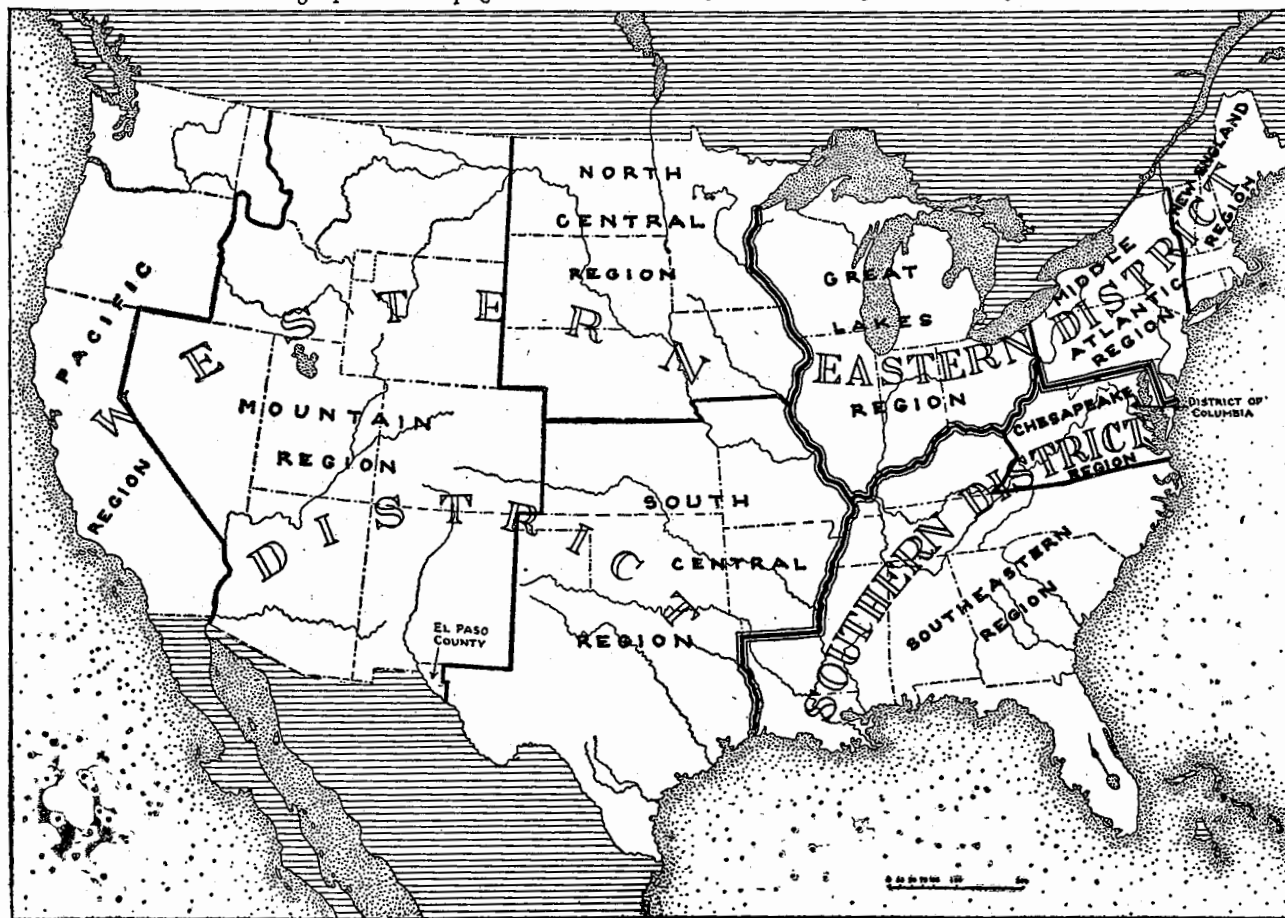 NORTH
CENTRAL
REGION
GREAT
LAKES
REGION
MIDDLE
ATLANTIC
REGION
NEW ENGLAND
REGION
EASTERN DISTRICT
PACIFIC
REGION
MOUNTAIN
REGION
WESTERN
DISTRICT
CHESAPEAKE
REGION
DISTRICT OF
COLUMBIA
SOUTH
CENTRAL
REGION
SOUTHERN DISTRICT
SOUTHEASTERN
REGION
EL PASO
COUNTY